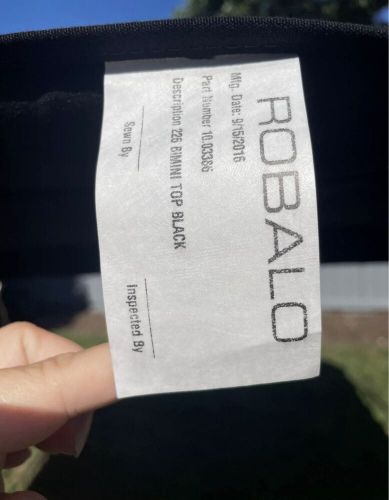 ROBALO
Mfg. Date: 9/15/2016
Part Number 10.03386
Description 226 BIMINI TOP BLACK
Sewn By
Inspected By